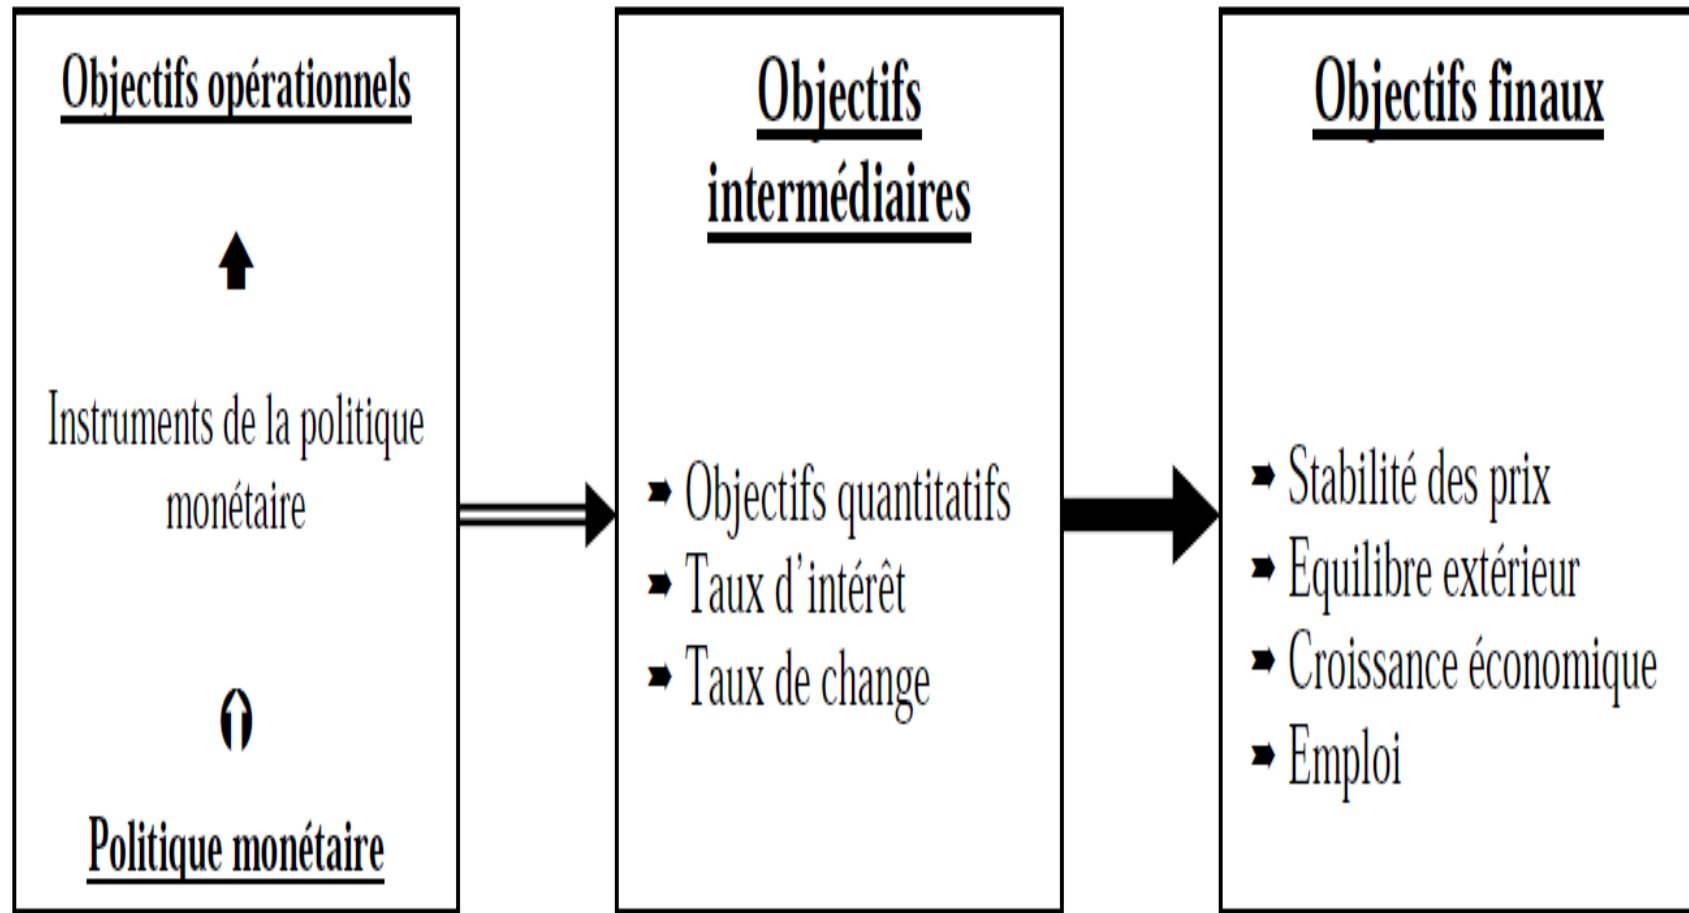 Objectifs opérationnels
Instruments de la politique
monétaire
Politique monétaire
Objectifs
intermédiaires
Objectifs quantitatifs
Taux d'intérêt
Taux de change
Objectifs finaux
Stabilité des prix
Equilibre extérieur
Croissance économique
Emploi